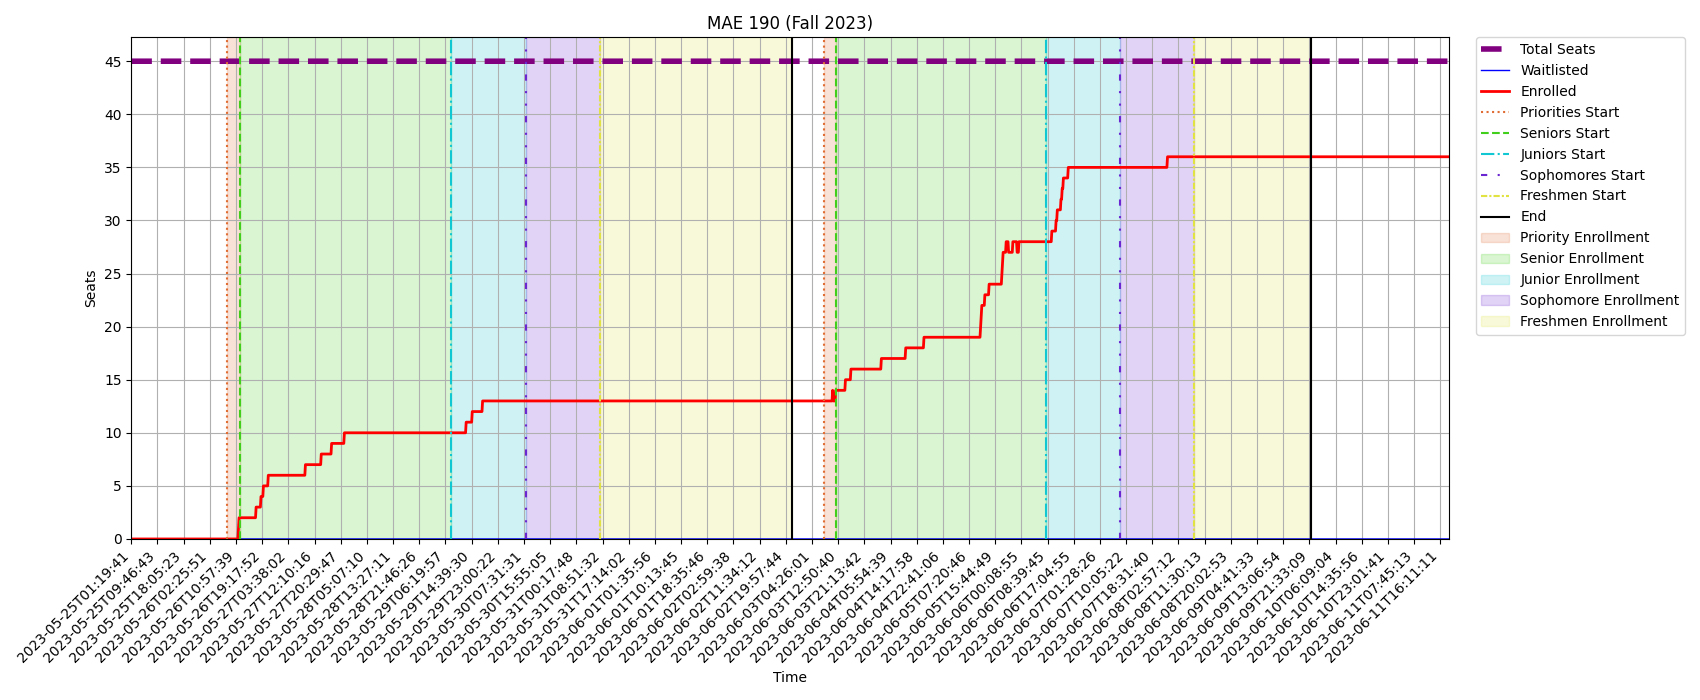 MAE 190 (Fall 2023)
Seats
45
40
35
30
25
20
15
10
5
0
2023-05-25T01:19:41
2023-05-25T09:46:43
2023-05-25T18:05:23
2023-05-26T02:25:51
2023-05-26T10:57:39
2023-05-26T19:17:52
2023-05-27T03:38:02
2023-05-27T12:10:16
2023-05-27T20:29:47
2023-05-28T05:07:10
2023-05-28T13:27:11
2023-05-28T21:46:26
2023-05-29T06:19:57
2023-05-29T14:39:30
2023-05-29T23:00:22
2023-05-30T07:31:31
2023-05-30T15:55:05
2023-05-31T00:17:48
2023-05-31T08:51:32
2023-05-31T17:14:02
2023-06-01T01:35:56
2023-06-01T10:13:45
2023-06-01T18:35:46
2023-06-02T02:59:38
2023-06-02T11:34:12
2023-06-02T19:57:44
2023-06-03T04:26:01
2023-06-03T12:50:40
2023-06-03T21:13:42
2023-06-04T05:54:39
2023-06-04T14:17:58
2023-06-04T22:41:06
2023-06-05T07:20:46
2023-06-05T15:44:49
2023-06-06T00:08:55
2023-06-06T08:39:45
2023-06-06T17:04:55
2023-06-07T01:28:26
2023-06-07T10:05:22
2023-06-07T18:31:40
2023-06-08T02:57:12
2023-06-08T11:30:13
2023-06-08T20:02:53
2023-06-09T04:41:33
2023-06-09T13:06:54
2023-06-09T21:33:09
2023-06-10T06:09:04
2023-06-10T14:35:56
2023-06-10T23:01:41
2023-06-11T07:45:13
2023-06-11T16:11:11
Time
Total Seats
Waitlisted
Enrolled
Priorities Start
Seniors Start
Juniors Start
Sophomores Start
Freshmen Start
End
Priority Enrollment
Senior Enrollment
Junior Enrollment
Sophomore Enrollment
Freshmen Enrollment